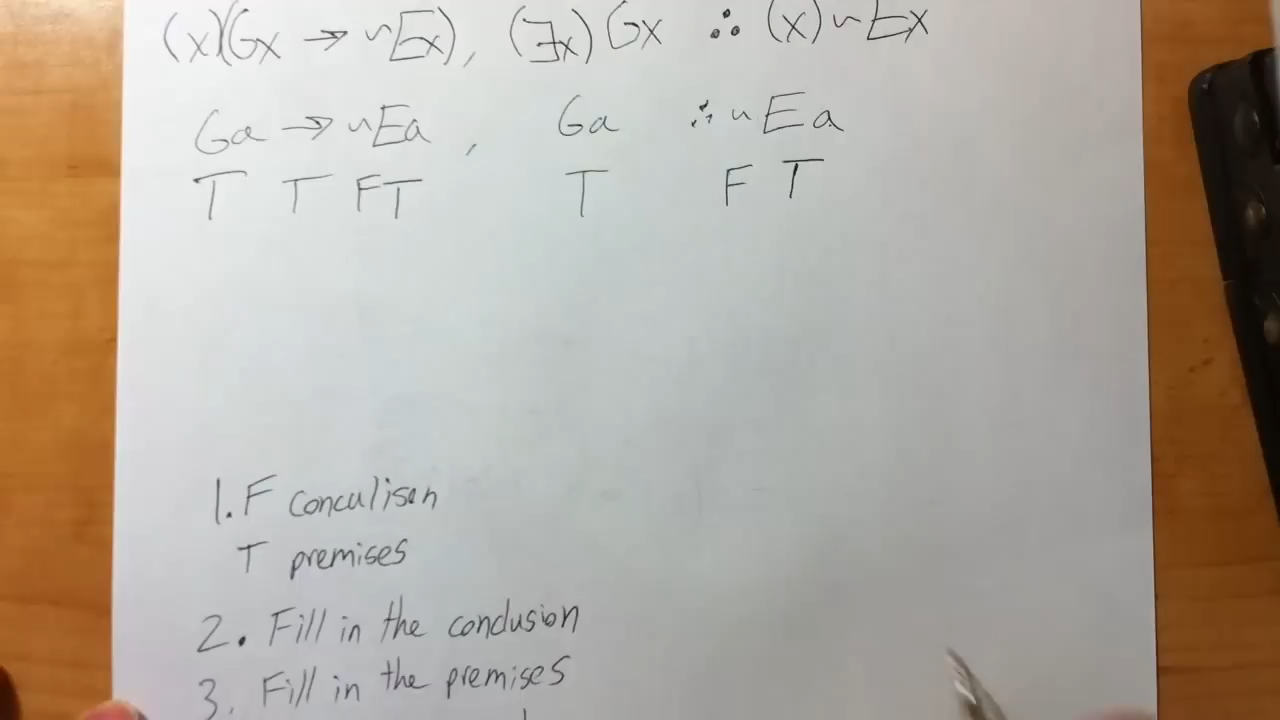 (x)(Gx → ~Ex), (∃x) Gx ∴ (x) ~Ex
Ga → ~Ea, Ga ∴ ~Ea
T T FT T F T
1. F conculison
T premises
2. Fill in the conclusion
3. Fill in the premises